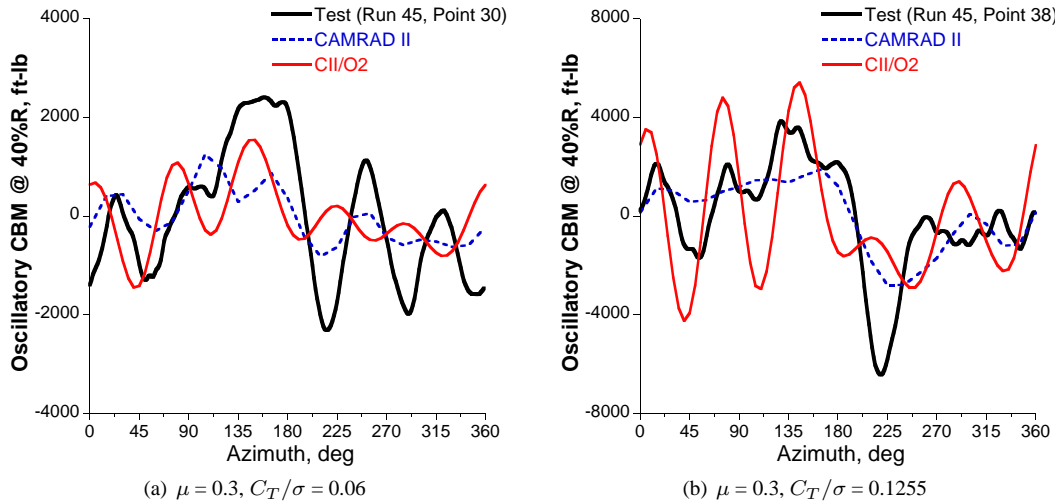 Oscillatory CBM @ 40%R, ft-lb
4000
2000
0
-2000
-4000
Test (Run 45, Point 30)
CAMRAD II
CII/O2
0 45 90 135 180 225 270 315 360
Azimuth, deg
(a) μ = 0.3, C_T/σ = 0.06
Oscillatory CBM @ 40%R, ft-lb
8000
4000
0
-4000
-8000
Test (Run 45, Point 38)
CAMRAD II
CII/O2
0 45 90 135 180 225 270 315 360
Azimuth, deg
(b) μ = 0.3, C_T/σ = 0.1255